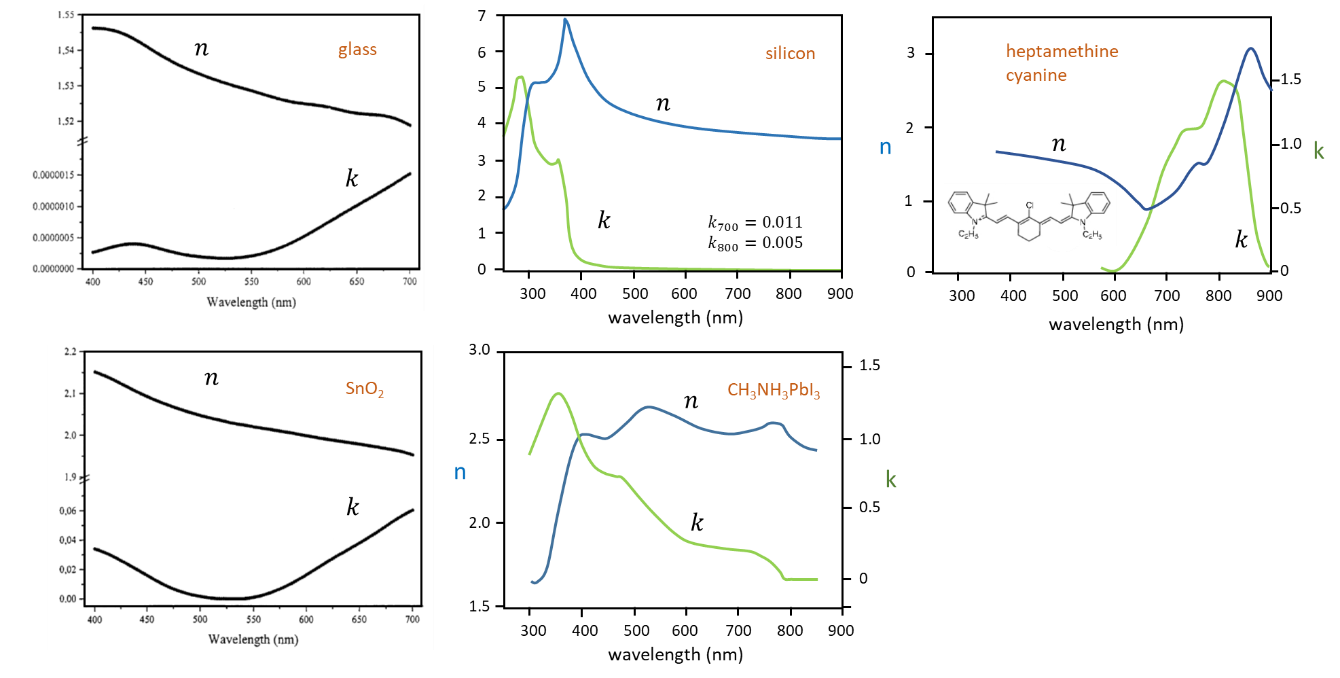 glass
n
k
1,55
1,54
1,53
1,52
0,0000015
0,0000010
0,0000005
0,0000000
400 450 500 550 600 650 700
Wavelength (nm)
silicon
n
k
k700 = 0.011
k800 = 0.005
7
6
5
4
3
2
1
0
300 400 500 600 700 800 900
wavelength (nm)
heptamethine
cyanine
n
k
n
3
2
1
0
k
1.5
1.0
0.5
0
Cl
N+
C2H5
N
C2H5
300 400 500 600 700 800 900
wavelength (nm)
SnO2
n
k
2,2
2,1
2,0
1,9
0,06
0,04
0,02
0,00
400 450 500 550 600 650 700
Wavelength (nm)
CH3NH3PbI3
n
k
n
3.0
2.5
2.0
1.5
k
1.5
1.0
0.5
0
300 400 500 600 700 800 900
wavelength (nm)